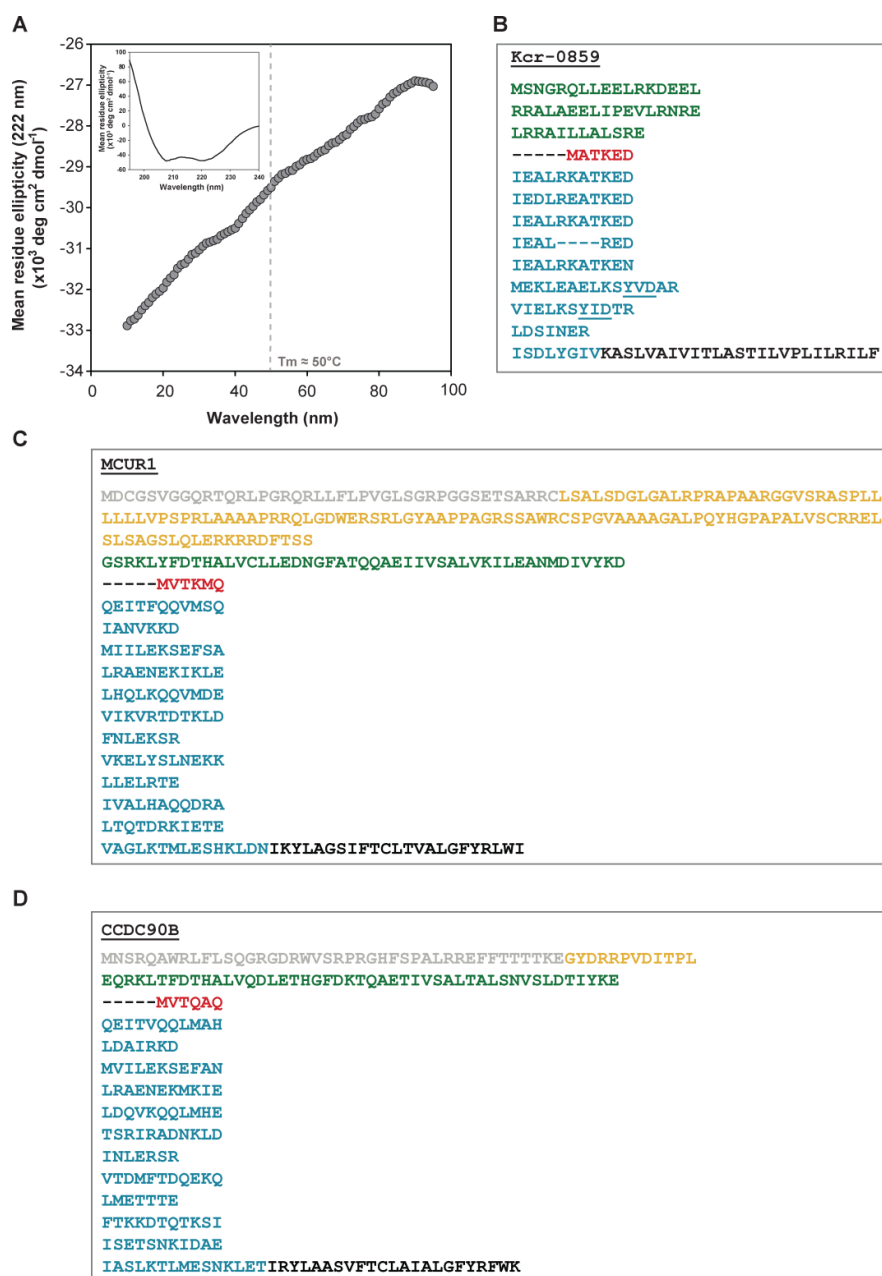 A
Mean residue ellipticity (222 nm)
(x10³ deg cm² dmol⁻¹)
-26
-27
-28
-29
-30
-31
-32
-33
-34
0
20
40
60
80
100
Wavelength (nm)
Tm ≈ 50°C
Mean residue ellipticity
(x10³ deg cm² dmol⁻¹)
100
80
60
40
20
0
-20
-40
-60
200
210
220
230
240
Wavelength (nm)
B
Kcr-0859
MSNGRQLLEELRKDEEL
RRALAEELIPEVLRNRE
LRRAILLALSRE
-----MATKED
IEALRKATKED
IEDLREATKED
IEALRKATKED
IEAL----RED
IEALRKATKEN
MEKLEAELKSYVDAR
VIELKSYIDTR
LDSINER
ISDLYGIVKASLVAIVITLASTILVPLILRILF
C
MCUR1
MDCGSVGGQRTQRLPGRQRLLFLPVGLSGRPGGSETSARRCLSALSDGLGALRPRAPAARGGVSRASPLL
LLLLVPSPRLAAAAPRRQLGDWERSRLGYAAPPAGRSSAWRCSPGVAAAAGALPQYHGPAPALVSCRREL
SLSAGSLQLERKRRDFTSS
GSRKLYFDTHALVCLLEDNGFATQQAEIIVSALVKILEANMDIVYKD
-----MVTKMQ
QEITFQQVMSQ
IANVKKD
MIILEKSEFSA
LRAENEKIKLE
LHQLKQQVMDE
VIKVRTDTKLD
FNLEKSR
VKELYSLNEKK
LLELRTE
IVALHAQQDRA
LTQTDRKIETE
VAGLKTMLESHKLDNIKYLAGSIFTCLTVALGFYRLWI
D
CCDC90B
MNSRQAWRLFLSQGRGDRWVSRPRGHFSPALRREFFTTTTKEGYDRRPVDITPL
EQRKLTFDTHALVQDLETHGFDKTQAETIVSALTALSNVSLDTIYKE
-----MVTQAQ
QEITVQQLMAH
LDAIRKD
MVILEKSEFAN
LRAENEKMKIE
LDQVKQQLMHE
TSRIRADNKLD
INLERSR
VTDMFTDQEKQ
LMETTTE
FTKKDTQTKSI
ISETSNKIDAE
IASLKTLMESNKLETIRYLAASVFTCLAIALGFYRFWK